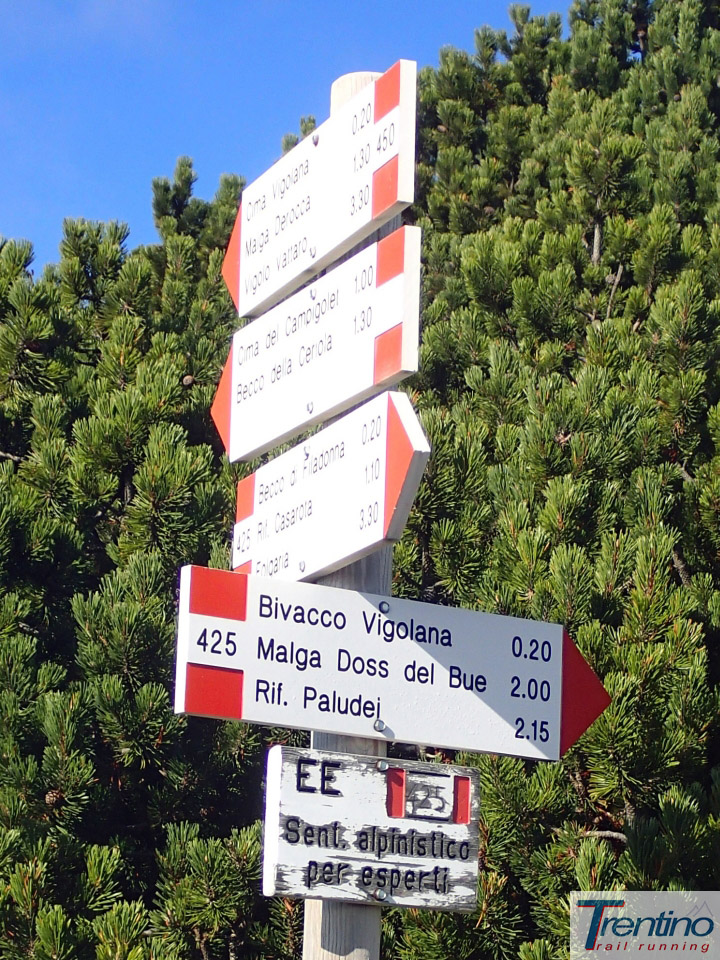 Cima Vigolana 0.20
Malga Derocca 1.30 450
Vigolo Vattaro 3.30
Cima del Campigolet 1.00
Becco della Ceriola 1.30
Becco di Filadonna 0.20
425 Rif. Casarota 1.10
Folgaria 3.30
Bivacco Vigolana 0.20
425 Malga Doss del Bue 2.00
Rif. Paludei 2.15
EE 425
Sent. alpinistico
per esperti
Trentino
trail running